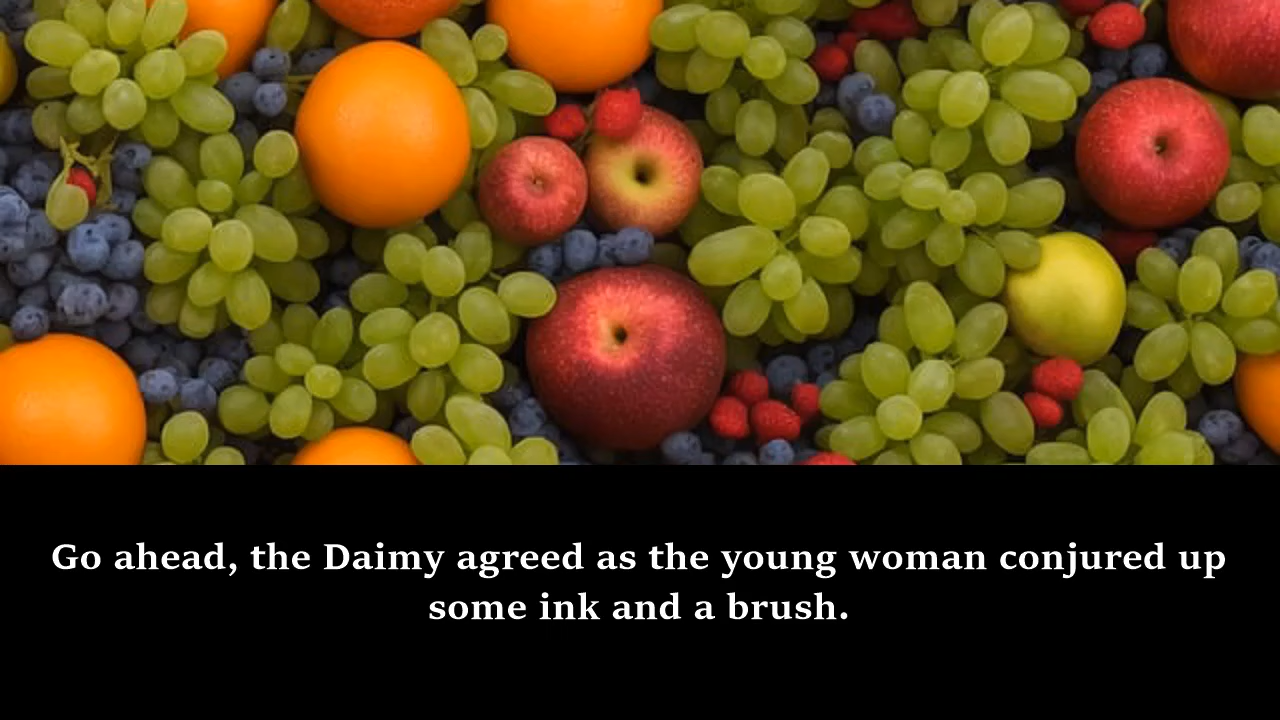 Go ahead, the Daimy agreed as the young woman conjured up
some ink and a brush.